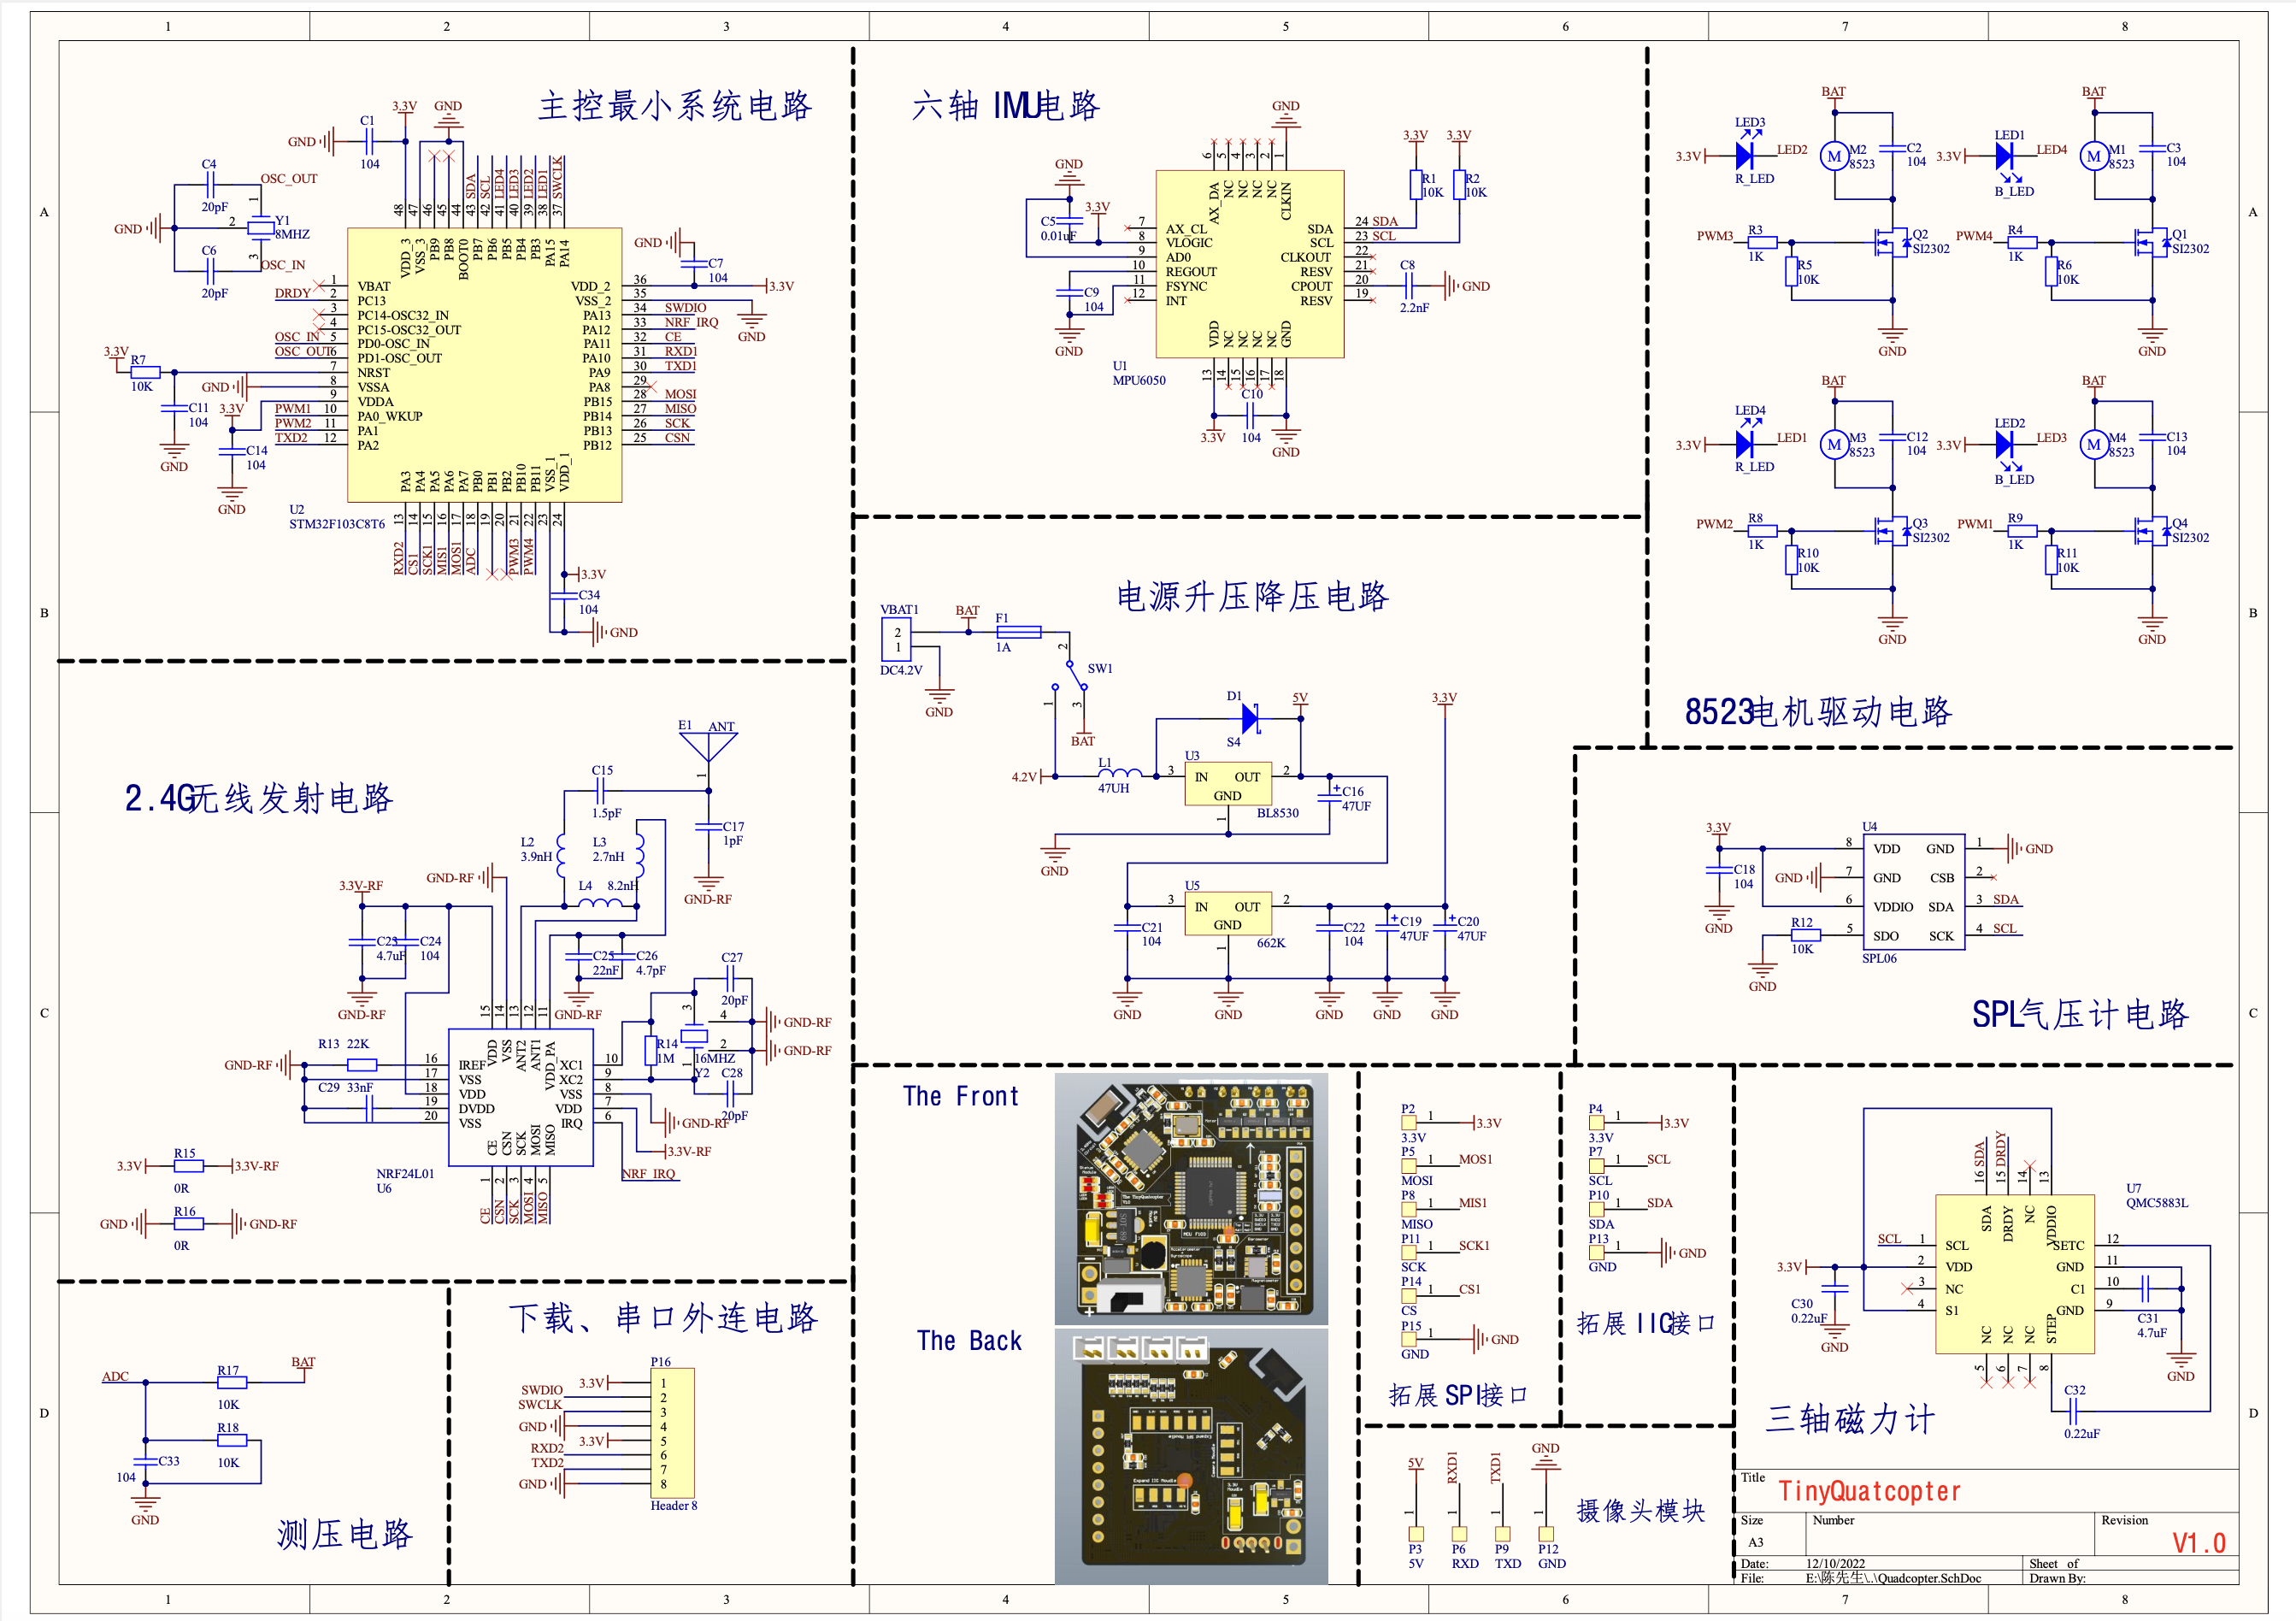 1 2 3 4 5 6 7 8
A
B
C
D
主控最小系统电路
3.3V GND
GND C1 104
C4 20pF OSC_OUT
GND 1 2 3 Y1 8MHZ
C6 20pF OSC_IN
48 47 46 45 44 43 42 41 40 39 38 37
SDA SCL LED4 LED3 LED2 LED1 SWCLK
VDD_3 VSS_3 PB9 PB8 BOOT0 PB7 PB6 PB5 PB4 PB3 PA15 PA14
1 VBAT
DRDY 2 PC13
3 PC14-OSC32_IN
4 PC15-OSC32_OUT
OSC_IN 5 PD0-OSC_IN
OSC_OUT 6 PD1-OSC_OUT
7 NRST
GND 8 VSSA
9 VDDA
PWM1 10 PA0_WKUP
PWM2 11 PA1
TXD2 12 PA2
3.3V R7 10K
C11 104 GND
3.3V C14 104 GND
VDD_2 36 3.3V
VSS_2 35 GND
PA13 34 SWDIO
PA12 33 NRF_IRQ
PA11 32 CE
PA10 31 RXD1
PA9 30 TXD1
PA8 29
PB15 28 MOSI
PB14 27 MISO
PB13 26 SCK
PB12 25 CSN
GND C7 104
PA3 PA4 PA5 PA6 PA7 PB0 PB1 PB2 PB10 PB11 VSS_1 VDD_1
13 14 15 16 17 18 19 20 21 22 23 24
RXD2 CS1 SCK1 MIS1 MOS1 ADC PWM3 PWM4
U2
STM32F103C8T6
3.3V C34 104 GND
六轴 IMU电路
GND
6 5 4 3 2 1
AX_DA NC NC NC NC CLKIN
GND C5 0.01uF 3.3V
7 AX_CL
8 VLOGIC
9 AD0
10 REGOUT
11 FSYNC
12 INT
C9 104 GND
SDA 24 SDA
SCL 23 SCL
CLKOUT 22
RESV 21
CPOUT 20
RESV 19
3.3V R1 10K
3.3V R2 10K
C8 2.2nF GND
VDD NC NC NC NC GND
13 14 15 16 17 18
U1
MPU6050
C10 104 3.3V GND
BAT
LED3 3.3V LED2 R_LED
M M2 8523 C2 104
PWM3 R3 1K R5 10K Q2 SI2302 GND
BAT
LED1 3.3V LED4 B_LED
M M1 8523 C3 104
PWM4 R4 1K R6 10K Q1 SI2302 GND
BAT
LED4 3.3V LED1 R_LED
M M3 8523 C12 104
PWM2 R8 1K R10 10K Q3 SI2302 GND
BAT
LED2 3.3V LED3 B_LED
M M4 8523 C13 104
PWM1 R9 1K R11 10K Q4 SI2302 GND
8523电机驱动电路
电源升压降压电路
VBAT1 2 1 DC4.2V GND
BAT F1 1A
2 SW1 1 3 BAT
4.2V L1 47UH
D1 S4 5V 3.3V
U3 3 IN OUT 2 GND 1 BL8530
C16 47UF
GND
U5 3 IN OUT 2 GND 1 662K
C21 104 C22 104 C19 47UF C20 47UF
GND GND GND GND GND
2.4G无线发射电路
E1 ANT 1
C15 1.5pF
L2 3.9nH L3 2.7nH C17 1pF
L4 8.2nH GND-RF
GND-RF
3.3V-RF
C23 4.7uF C24 104 GND-RF
C25 22nF C26 4.7pF GND-RF
C27 20pF
R14 1M 3 4 2 1 16MHZ Y2
GND-RF
GND-RF
C28 20pF
15 14 13 12 11
VDD VSS ANT2 ANT1 VDD_PA
GND-RF R13 22K
C29 33nF
16 IREF
17 VSS
18 VDD
19 DVDD
20 VSS
XC1 10
XC2 9
VSS 8 GND-RF
VDD 7 3.3V-RF
IRQ 6 NRF_IRQ
CE CSN SCK MOSI MISO
1 2 3 4 5
CE CSN SCK MOSI MISO
NRF24L01
U6
3.3V R15 0R 3.3V-RF
GND R16 0R GND-RF
SPL气压计电路
3.3V C18 104 GND
U4
8 VDD GND 1 GND
GND 7 GND CSB 2
6 VDDIO SDA 3 SDA
5 SDO SCK 4 SCL
R12 10K GND
SPL06
The Front
The Back
P2 1 3.3V
3.3V
P5 1 MOS1
MOSI
P8 1 MIS1
MISO
P11 1 SCK1
SCK
P14 1 CS1
CS
P15 1 GND
GND
拓展 SPI接口
P4 1 3.3V
3.3V
P7 1 SCL
SCL
P10 1 SDA
SDA
P13 1 GND
GND
拓展 IIC接口
5V RXD1 TXD1 GND
1 1 1 1
P3 P6 P9 P12
5V RXD TXD GND
摄像头模块
SDA DRDY
16 15 14 13
SDA DRDY NC VDDIO
U7
QMC5883L
SCL 1 SCL
3.3V 2 VDD
3 NC
4 S1
SETC 12
GND 11
C1 10
GND 9
C30 0.22uF GND
C31 4.7uF GND
NC NC NC STEP
5 6 7 8
C32 0.22uF
三轴磁力计
ADC R17 10K BAT
R18 10K
C33 104 GND
测压电路
下载、串口外连电路
P16
3.3V 1
SWDIO 2
SWCLK 3
GND 4
3.3V 5
RXD2 6
TXD2 7
GND 8
Header 8
Title TinyQuatcopter
Size Number Revision
A3 V1.0
Date: 12/10/2022 Sheet of
File: E:\陈先生\..\Quadcopter.SchDoc Drawn By:
1 2 3 4 5 6 7 8